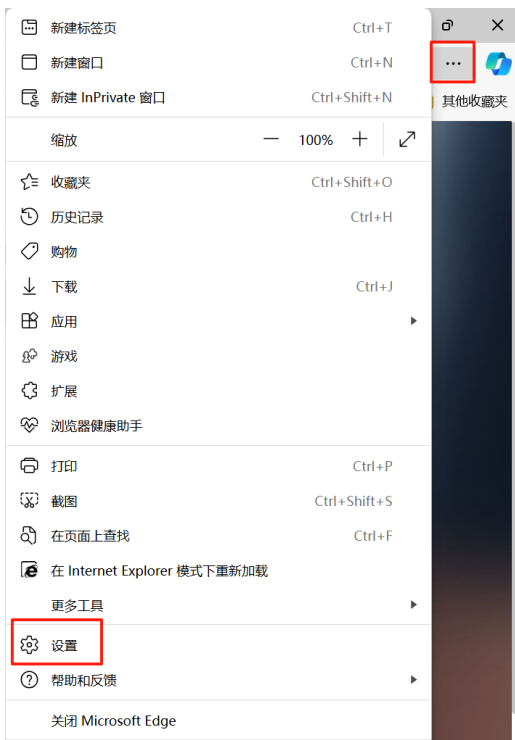 新建标签页 Ctrl+T
新建窗口 Ctrl+N
新建 InPrivate 窗口 Ctrl+Shift+N
其他收藏夹
缩放 100%
收藏夹 Ctrl+Shift+O
历史记录 Ctrl+H
购物
下载 Ctrl+J
应用
游戏
扩展
浏览器健康助手
打印 Ctrl+P
截图 Ctrl+Shift+S
在页面上查找 Ctrl+F
在 Internet Explorer 模式下重新加载
更多工具
设置
帮助和反馈
关闭 Microsoft Edge